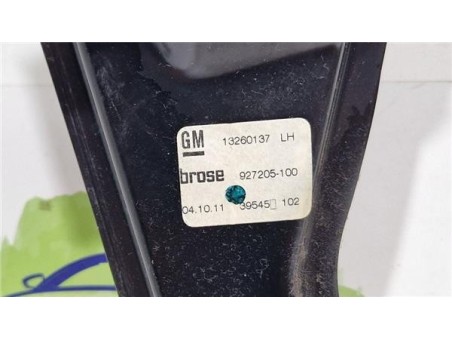 GM 13260137 LH
brose 927205-100
04.10.11 39545 102